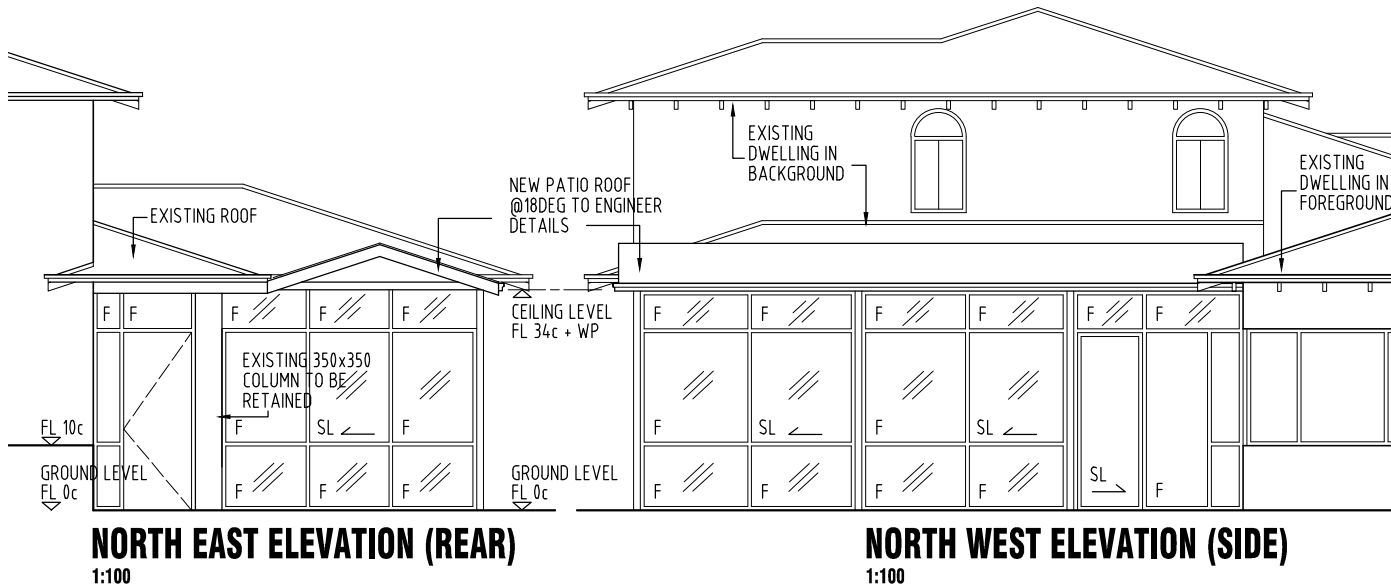 EXISTING ROOF
NEW PATIO ROOF
@18DEG TO ENGINEER
DETAILS
F
F
F
F
F
CEILING LEVEL
FL 34c + WP
EXISTING 350x350
COLUMN TO BE
RETAINED
FL 10c
F
SL
F
GROUND LEVEL
FL 0c
F
F
F
NORTH EAST ELEVATION (REAR)
1:100
EXISTING
DWELLING IN
BACKGROUND
EXISTING
DWELLING IN
FOREGROUND
F
F
F
F
F
F
F
SL
F
SL
GROUND LEVEL
FL 0c
F
F
F
F
SL
F
NORTH WEST ELEVATION (SIDE)
1:100